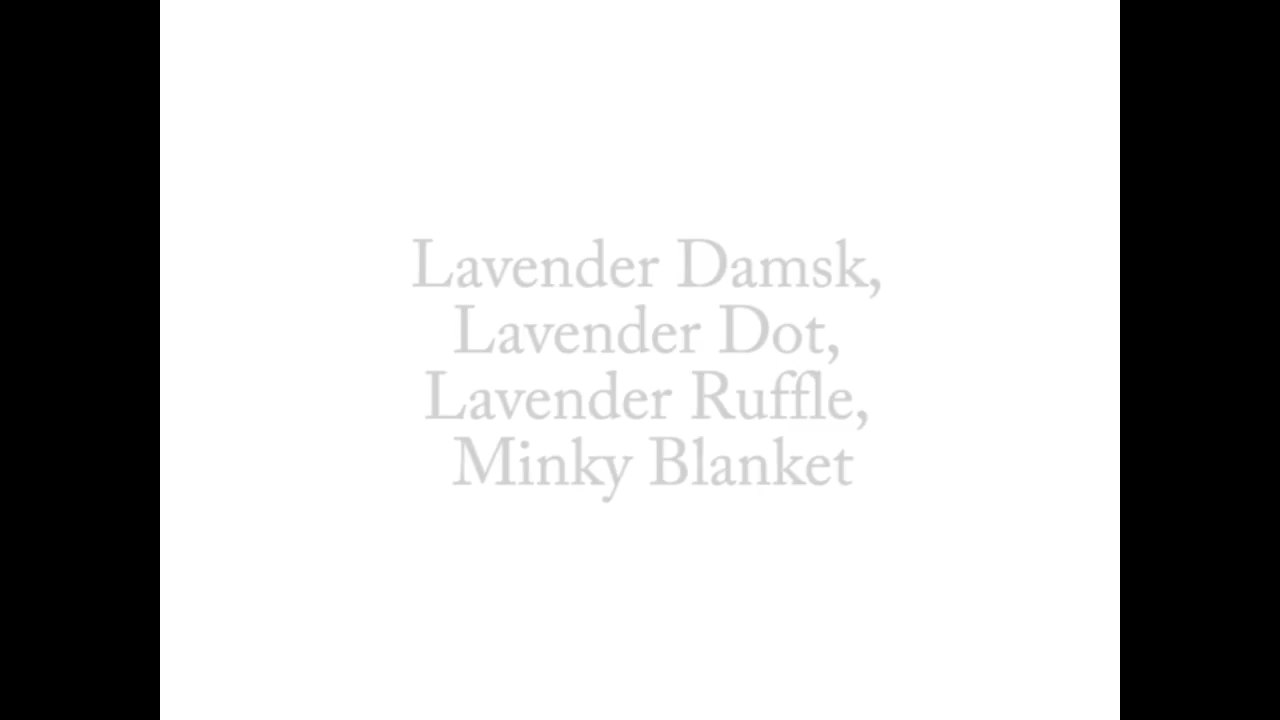 Lavender Damsk,
Lavender Dot,
Lavender Ruffle,
Minky Blanket